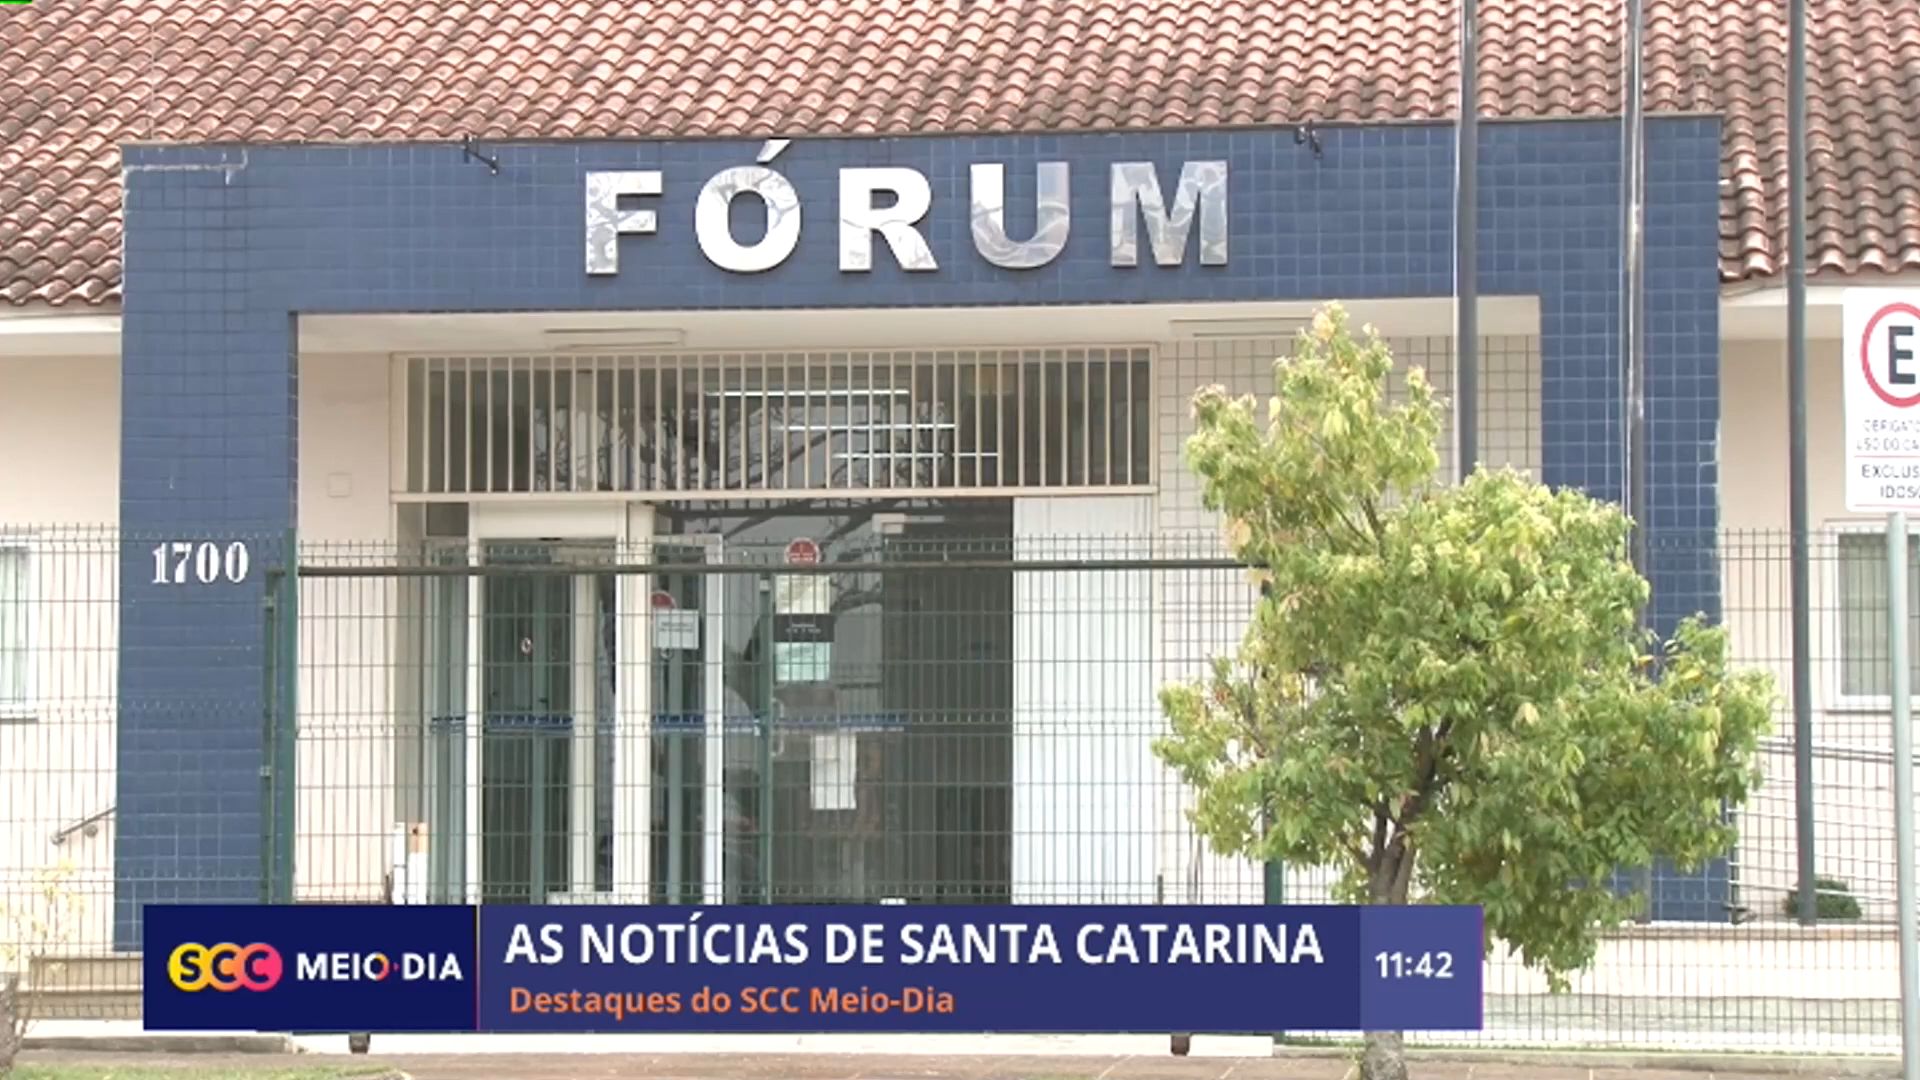 FÓRUM
E
EXCLUS
IDOS
1700
SCC MEIO-DIA
AS NOTÍCIAS DE SANTA CATARINA
Destaques do SCC Meio-Dia
11:42